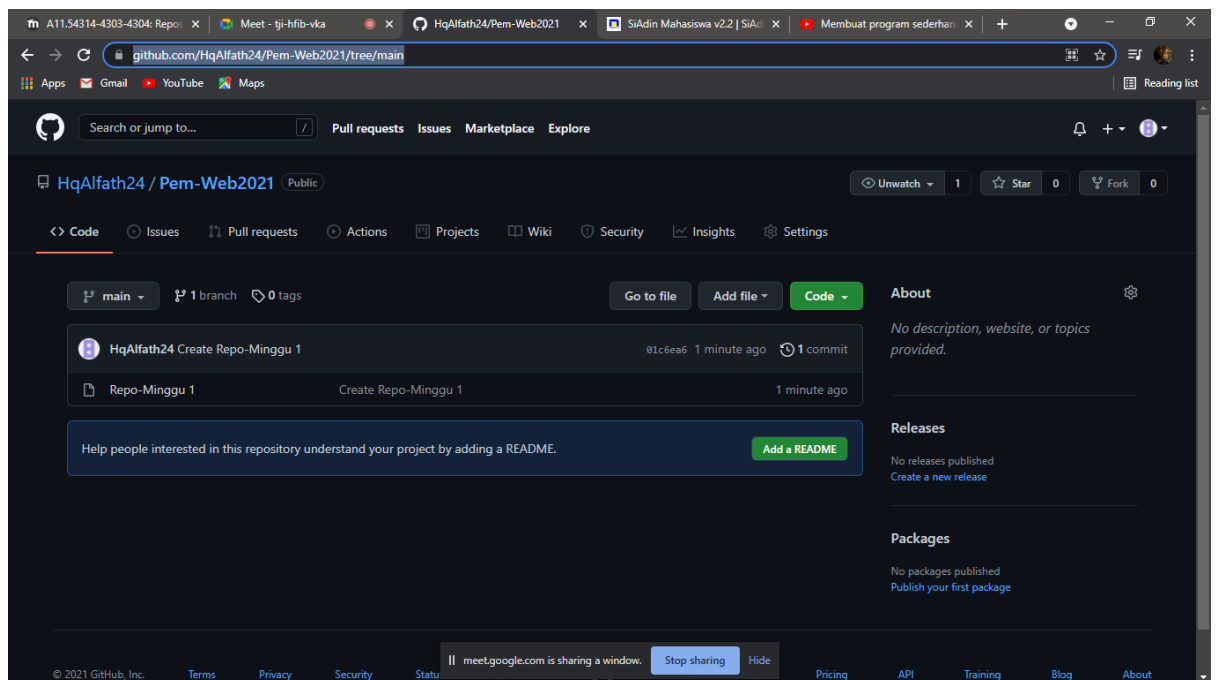 A11.54314-4303-4304: Repos
Meet - tji-hfib-vka
HqAlfath24/Pem-Web2021
SiAdin Mahasiswa v2.2 | SiAd
Membuat program sederhan
github.com/HqAlfath24/Pem-Web2021/tree/main
Apps Gmail YouTube Maps Reading list
Search or jump to... / Pull requests Issues Marketplace Explore
HqAlfath24 / Pem-Web2021 Public Unwatch 1 Star 0 Fork 0
Code Issues Pull requests Actions Projects Wiki Security Insights Settings
main 1 branch 0 tags Go to file Add file Code
HqAlfath24 Create Repo-Minggu 1 01c6ea6 1 minute ago 1 commit
Repo-Minggu 1 Create Repo-Minggu 1 1 minute ago
Help people interested in this repository understand your project by adding a README. Add a README
About
No description, website, or topics
provided.
Releases
No releases published
Create a new release
Packages
No packages published
Publish your first package
meet.google.com is sharing a window. Stop sharing Hide
© 2021 GitHub, Inc. Terms Privacy Security Statu Pricing API Training Blog About